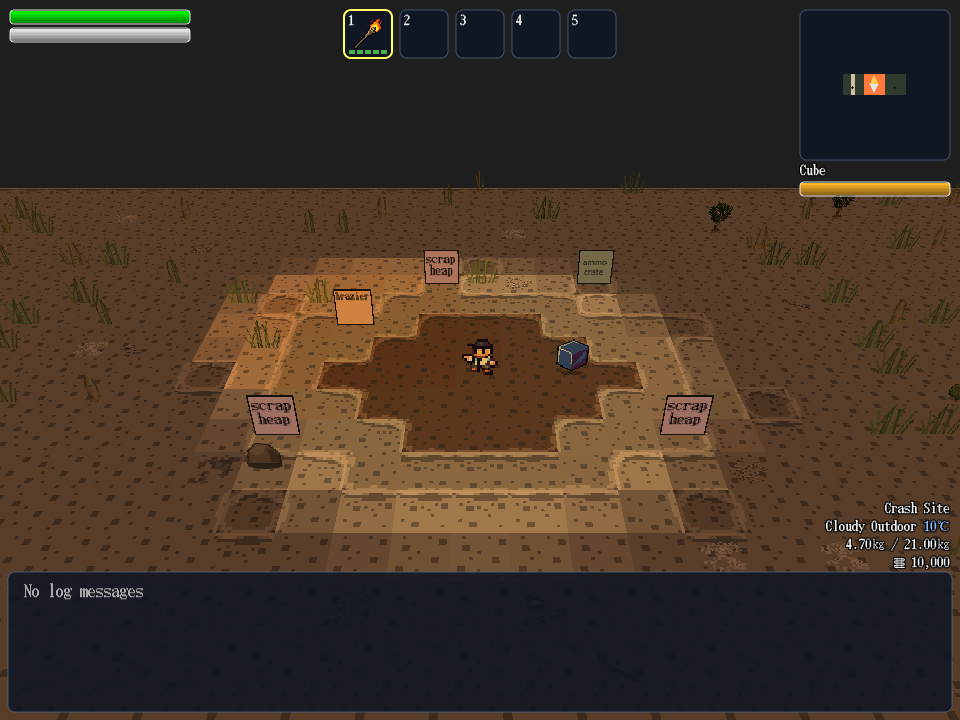 1 2 3 4 5
Cube
scrap
heap
ammo
crate
brazier
scrap
heap
scrap
heap
Crash Site
Cloudy Outdoor 10℃
4.70kg / 21.00kg
10,000
No log messages